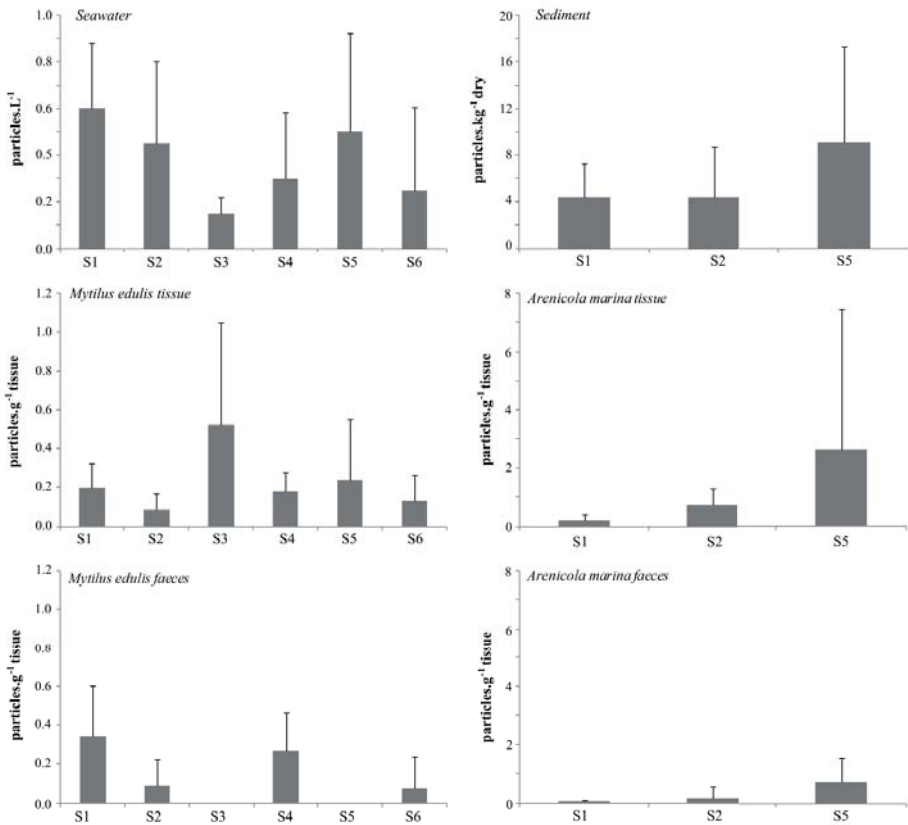 Seawater
particles.L⁻¹
1.0
0.8
0.6
0.5
0.2
0.0
S1 S2 S3 S4 S5 S6
Sediment
particles.kg⁻¹ dry
20
16
12
8
4
0
S1 S2 S5
Mytilus edulis tissue
particles.g⁻¹ tissue
1.2
1.0
0.8
0.6
0.4
0.2
0.0
S1 S2 S3 S4 S5 S6
Arenicola marina tissue
particles.g⁻¹ tissue
8
6
4
2
0
S1 S2 S5
Mytilus edulis faeces
particles.g⁻¹ tissue
1.2
1.0
0.8
0.6
0.4
0.2
0.0
S1 S2 S3 S4 S5 S6
Arenicola marina faeces
particles.g⁻¹ tissue
8
6
4
2
0
S1 S2 S5